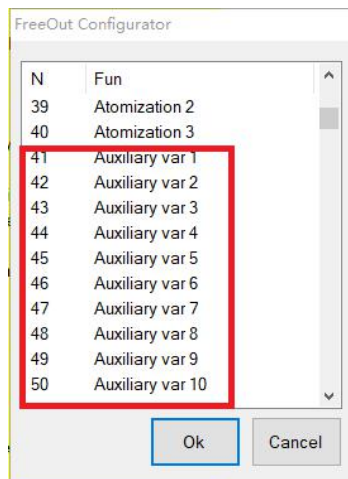 FreeOut Configurator
N Fun
39 Atomization 2
40 Atomization 3
41 Auxiliary var 1
42 Auxiliary var 2
43 Auxiliary var 3
44 Auxiliary var 4
45 Auxiliary var 5
46 Auxiliary var 6
47 Auxiliary var 7
48 Auxiliary var 8
49 Auxiliary var 9
50 Auxiliary var 10
Ok Cancel